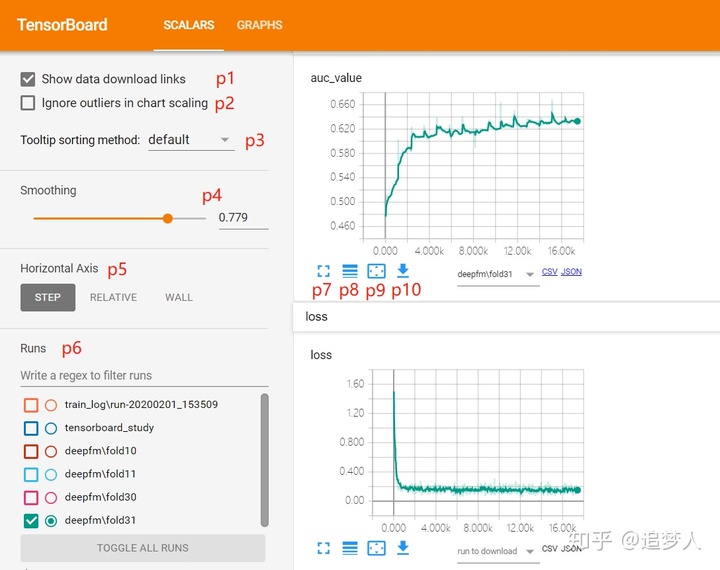 TensorBoard SCALARS GRAPHS
Show data download links p1
Ignore outliers in chart scaling p2
Tooltip sorting method: default p3
Smoothing p4
0.779
Horizontal Axis p5
STEP RELATIVE WALL
Runs p6
Write a regex to filter runs
train_log\run-20200201_153509
tensorboard_study
deepfm\fold10
deepfm\fold11
deepfm\fold30
deepfm\fold31
TOGGLE ALL RUNS
auc_value
0.660
0.620
0.580
0.540
0.500
0.460
0.000 4.000k 8.000k 12.00k 16.00k
deepfm\fold31 CSV JSON
p7 p8 p9 p10
loss
loss
1.60
1.20
0.800
0.400
0.00
0.000 4.000k 8.000k 12.00k 16.00k
run to download CSV JSON
知乎 @追梦人